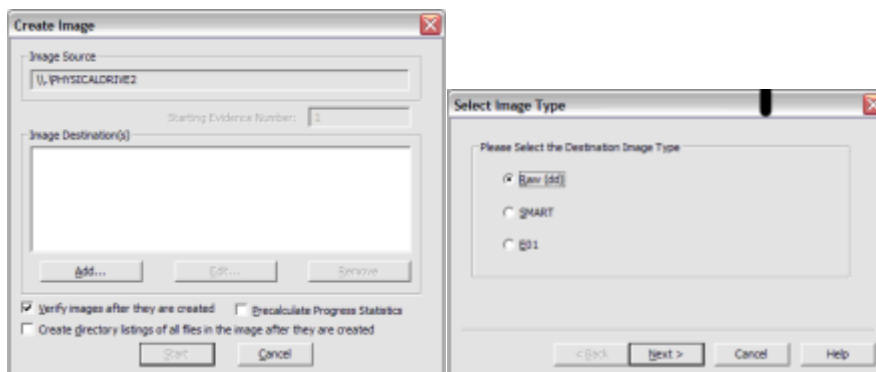 Create Image
Image Source
\\.\PHYSICALDRIVE2
Starting Evidence Number: 1
Image Destination(s)
Add... Edit... Remove
Verify images after they are created Precalculate Progress Statistics
Create directory listings of all files in the image after they are created
Start Cancel
Select Image Type
Please Select the Destination Image Type
Raw (dd)
SMART
E01
< Back Next > Cancel Help